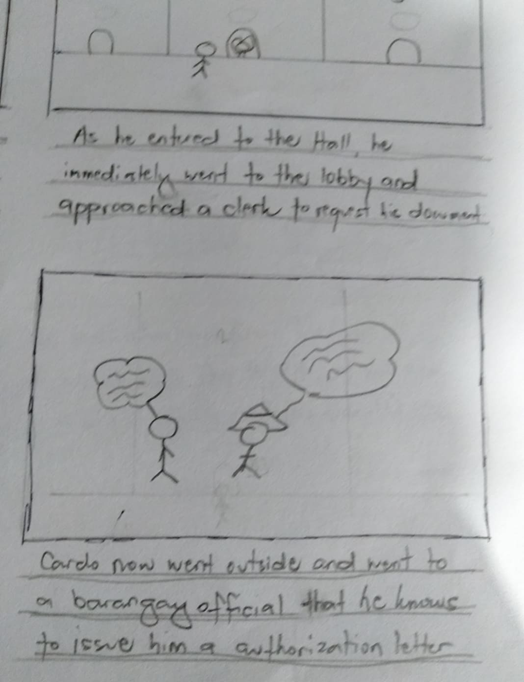 As he entered to the Hall, he
immediately went to the lobby and
approached a clerk to request his document
Cardo now went outside and went to
a barangay official that he knows
to issue him a authorization letter